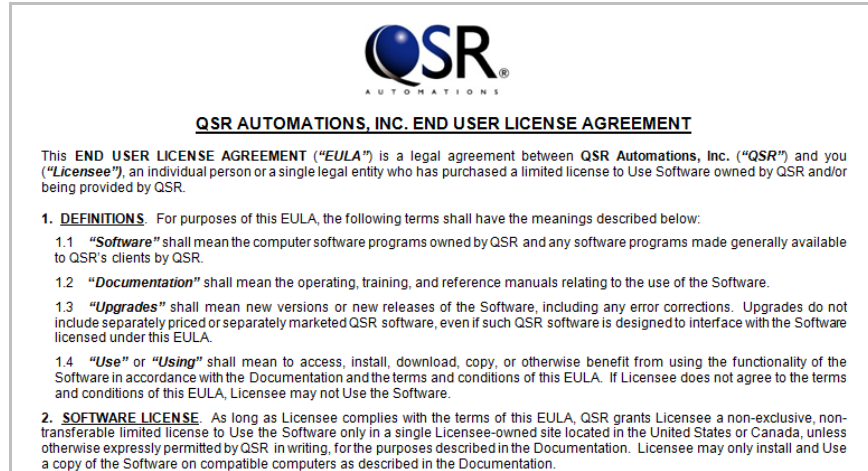 QSR®
AUTOMATIONS
QSR AUTOMATIONS, INC. END USER LICENSE AGREEMENT
This END USER LICENSE AGREEMENT (“EULA”) is a legal agreement between QSR Automations, Inc. (“QSR”) and you
(“Licensee”), an individual person or a single legal entity who has purchased a limited license to Use Software owned by QSR and/or
being provided by QSR.
1. DEFINITIONS. For purposes of this EULA, the following terms shall have the meanings described below:
1.1 “Software” shall mean the computer software programs owned by QSR and any software programs made generally available
to QSR’s clients by QSR.
1.2 “Documentation” shall mean the operating, training, and reference manuals relating to the use of the Software.
1.3 “Upgrades” shall mean new versions or new releases of the Software, including any error corrections. Upgrades do not
include separately priced or separately marketed QSR software, even if such QSR software is designed to interface with the Software
licensed under this EULA.
1.4 “Use” or “Using” shall mean to access, install, download, copy, or otherwise benefit from using the functionality of the
Software in accordance with the Documentation and the terms and conditions of this EULA. If Licensee does not agree to the terms
and conditions of this EULA, Licensee may not Use the Software.
2. SOFTWARE LICENSE. As long as Licensee complies with the terms of this EULA, QSR grants Licensee a non-exclusive, non-
transferable limited license to Use the Software only in a single Licensee-owned site located in the United States or Canada, unless
otherwise expressly permitted by QSR in writing, for the purposes described in the Documentation. Licensee may only install and Use
a copy of the Software on compatible computers as described in the Documentation.